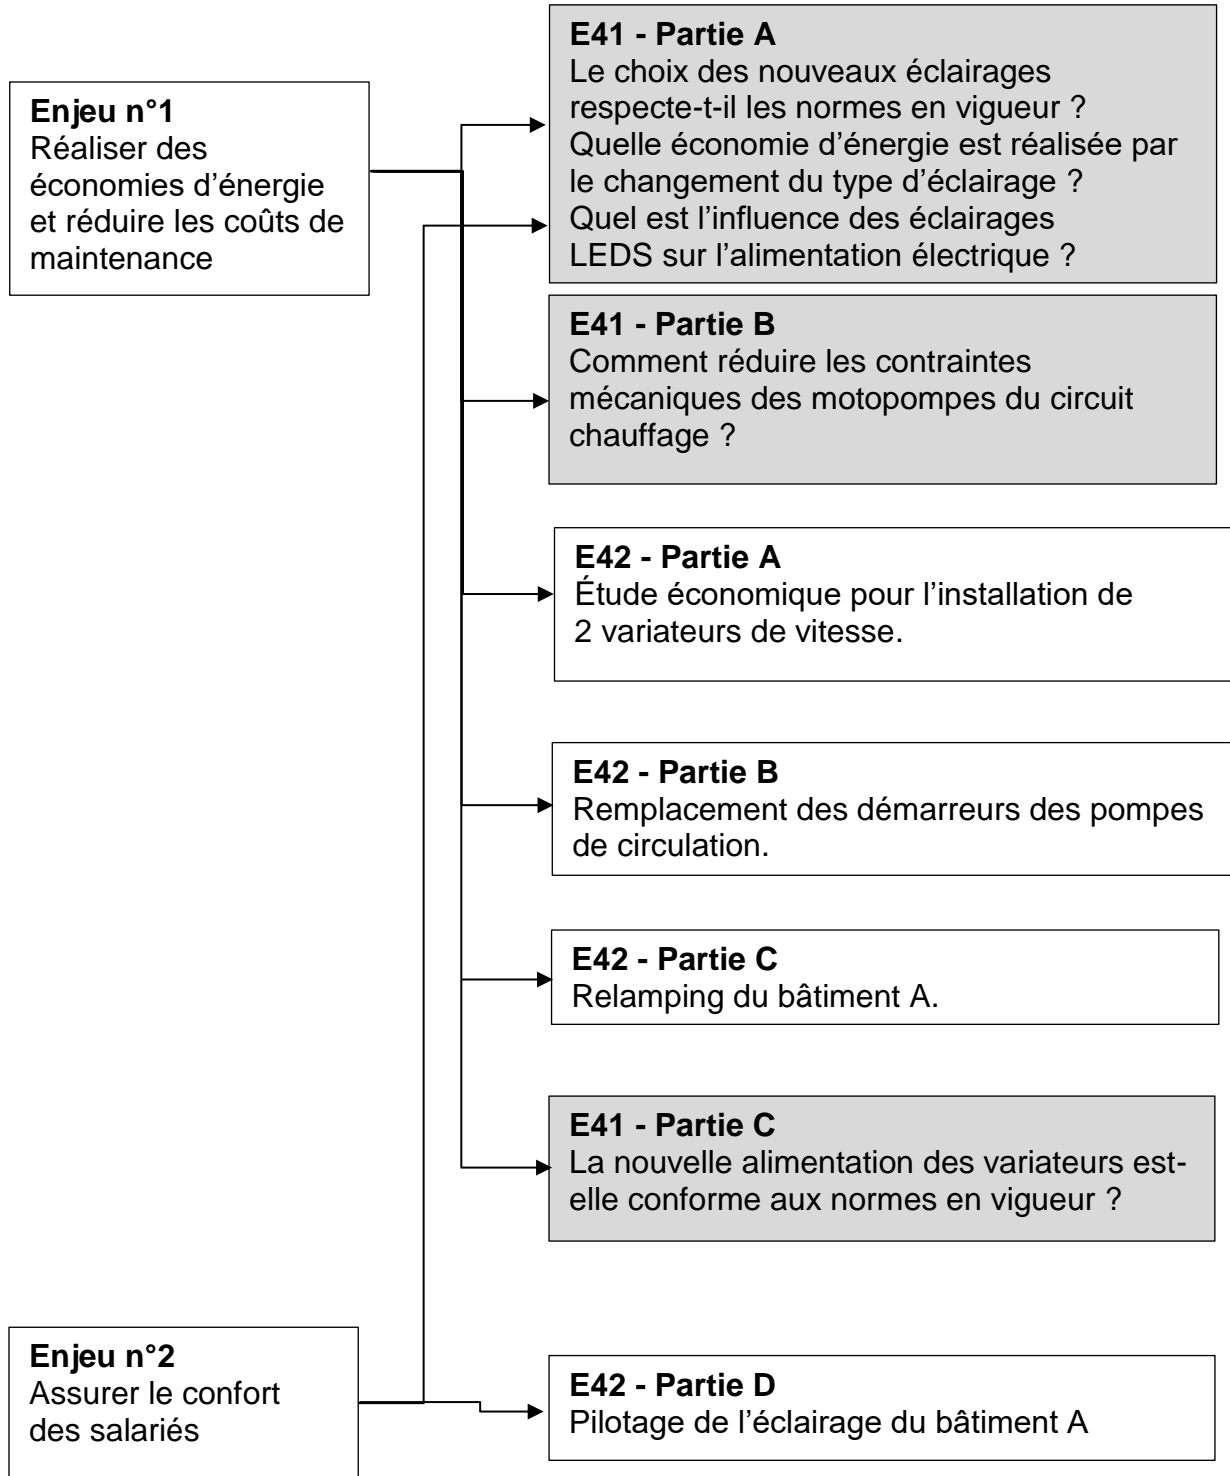 Enjeu n°1
Réaliser des
économies d’énergie
et réduire les coûts de
maintenance
E41 - Partie A
Le choix des nouveaux éclairages
respecte-t-il les normes en vigueur ?
Quelle économie d’énergie est réalisée par
le changement du type d’éclairage ?
Quel est l’influence des éclairages
LEDS sur l’alimentation électrique ?
E41 - Partie B
Comment réduire les contraintes
mécaniques des motopompes du circuit
chauffage ?
E42 - Partie A
Étude économique pour l’installation de
2 variateurs de vitesse.
E42 - Partie B
Remplacement des démarreurs des pompes
de circulation.
E42 - Partie C
Relamping du bâtiment A.
E41 - Partie C
La nouvelle alimentation des variateurs est-
elle conforme aux normes en vigueur ?
Enjeu n°2
Assurer le confort
des salariés
E42 - Partie D
Pilotage de l’éclairage du bâtiment A